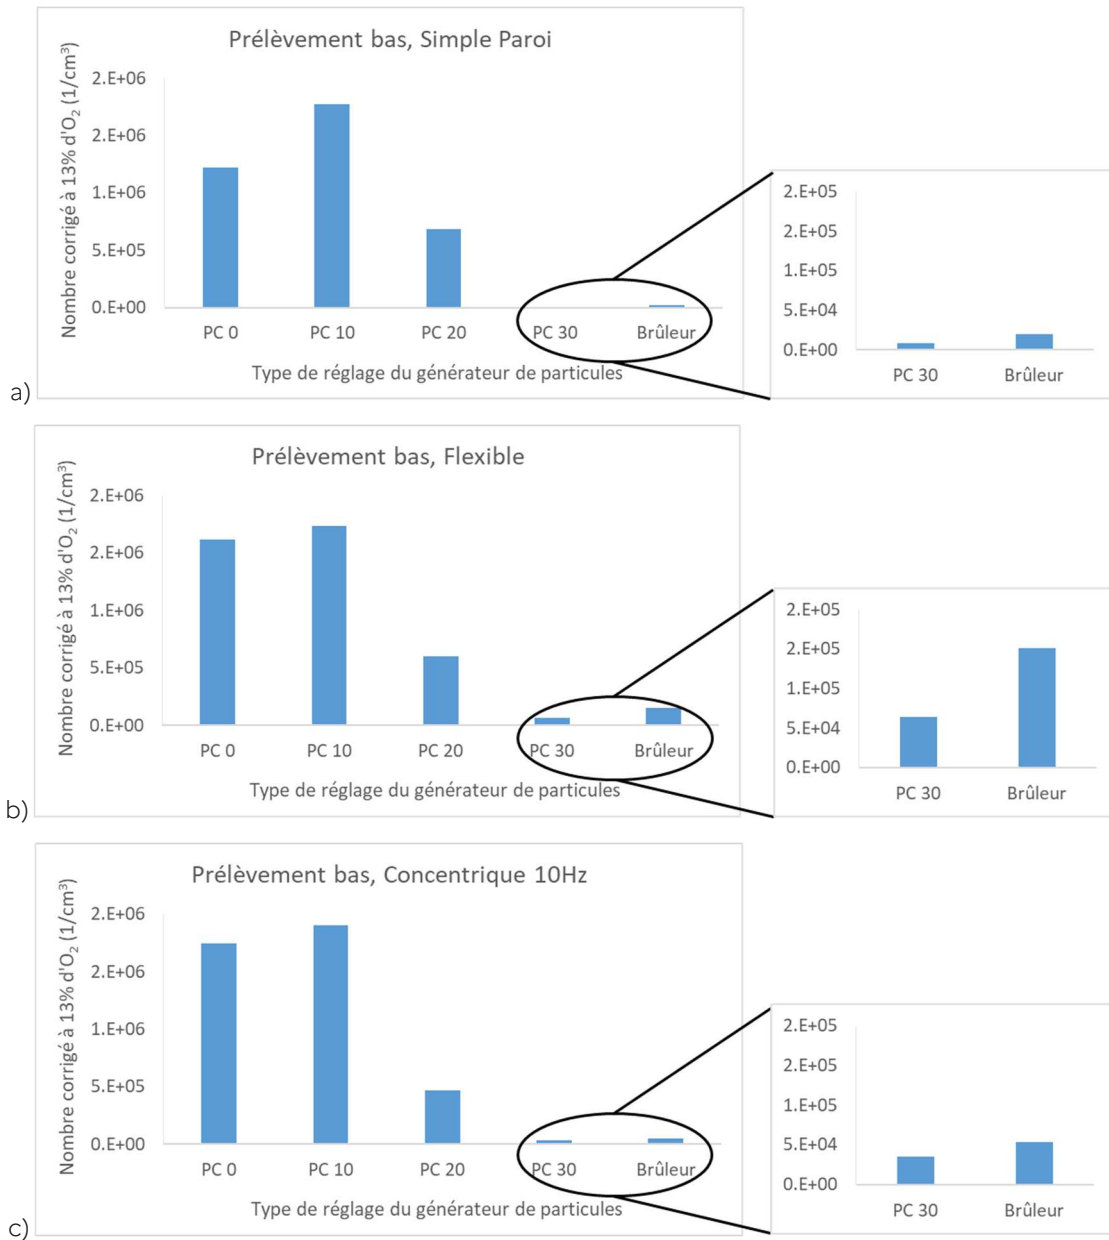 Prélèvement bas, Simple Paroi
Nombre corrigé à 13% d'O₂ (1/cm³)
2.E+06
2.E+06
1.E+06
5.E+05
0.E+00
PC 0 PC 10 PC 20 PC 30 Brûleur
Type de réglage du générateur de particules
2.E+05
2.E+05
1.E+05
5.E+04
0.E+00
PC 30 Brûleur
a)
Prélèvement bas, Flexible
Nombre corrigé à 13% d'O₂ (1/cm³)
2.E+06
2.E+06
1.E+06
5.E+05
0.E+00
PC 0 PC 10 PC 20 PC 30 Brûleur
Type de réglage du générateur de particules
2.E+05
2.E+05
1.E+05
5.E+04
0.E+00
PC 30 Brûleur
b)
Prélèvement bas, Concentrique 10Hz
Nombre corrigé à 13% d'O₂ (1/cm³)
2.E+06
2.E+06
1.E+06
5.E+05
0.E+00
PC 0 PC 10 PC 20 PC 30 Brûleur
Type de réglage du générateur de particules
2.E+05
2.E+05
1.E+05
5.E+04
0.E+00
PC 30 Brûleur
c)